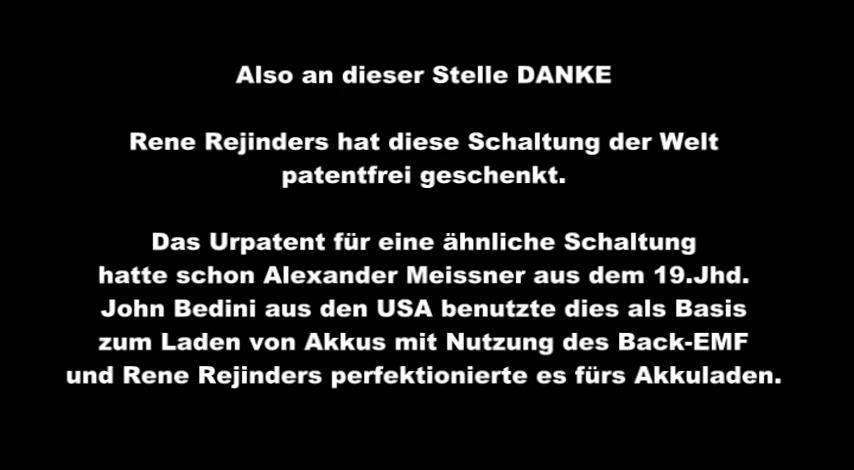 Also an dieser Stelle DANKE
Rene Rejinders hat diese Schaltung der Welt
patentfrei geschenkt.
Das Urpatent für eine ähnliche Schaltung
hatte schon Alexander Meissner aus dem 19.Jhd.
John Bedini aus den USA benutzte dies als Basis
zum Laden von Akkus mit Nutzung des Back-EMF
und Rene Rejinders perfektionierte es fürs Akkuladen.